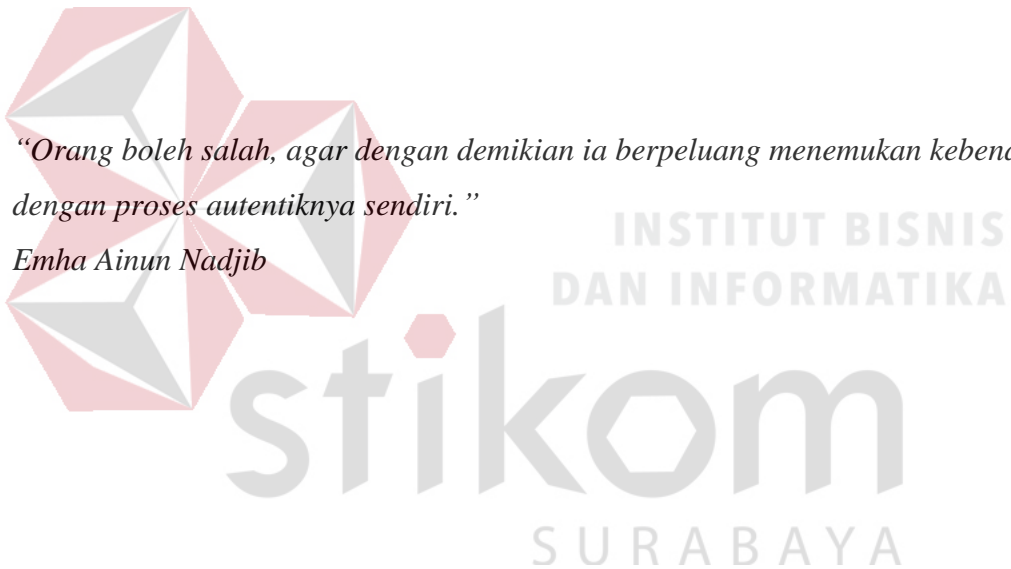 “Orang boleh salah, agar dengan demikian ia berpeluang menemukan
dengan proses autentiknya sendiri.”
Emha Ainun Nadjib
INSTITUT BISNIS
DAN INFORMATIKA
stikom
SURABAYA